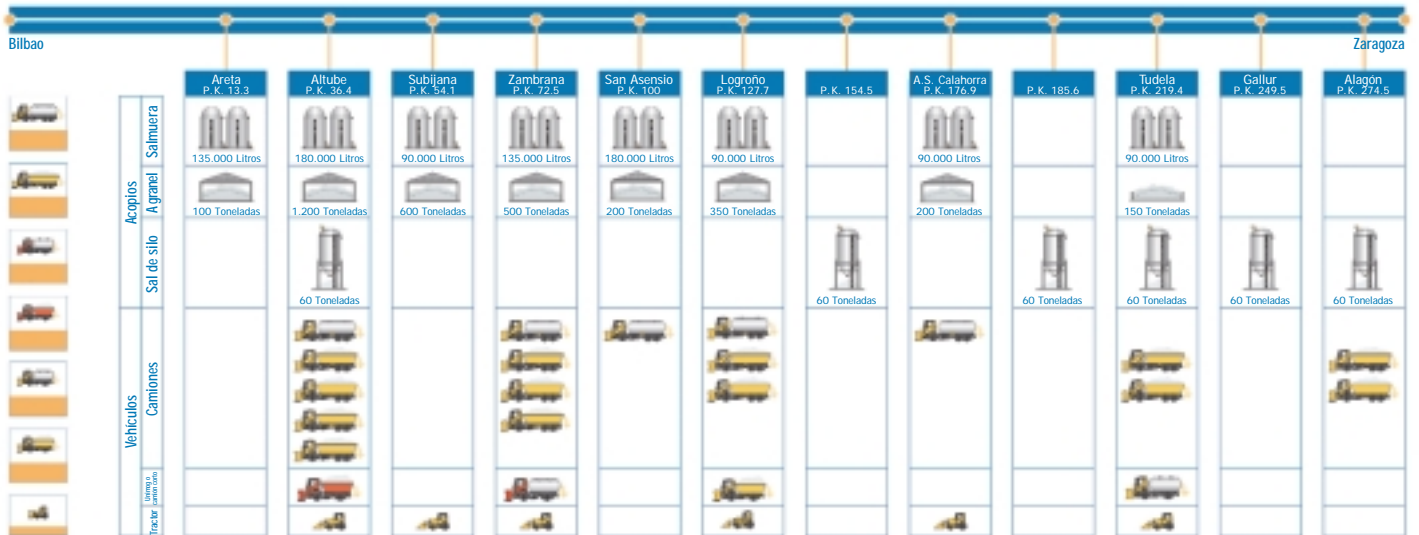 Bilbao
Zaragoza
Areta
P.K. 13.3
Altube
P.K. 36.4
Subijana
P.K. 54.1
Zambrana
P.K. 72.5
San Asensio
P.K. 100
Logroño
P.K. 127.7
P.K. 154.5
A.S. Calahorra
P.K. 176.9
P.K. 185.6
Tudela
P.K. 219.4
Gallur
P.K. 249.5
Alagón
P.K. 274.5
Acopios
Salmuera
135.000 Litros
180.000 Litros
90.000 Litros
135.000 Litros
180.000 Litros
90.000 Litros
90.000 Litros
90.000 Litros
A granel
100 Toneladas
1.200 Toneladas
600 Toneladas
500 Toneladas
200 Toneladas
350 Toneladas
200 Toneladas
150 Toneladas
Sal de silo
60 Toneladas
60 Toneladas
60 Toneladas
60 Toneladas
60 Toneladas
60 Toneladas
Vehículos
Camiones
Unimog o
camión corto
Tractor